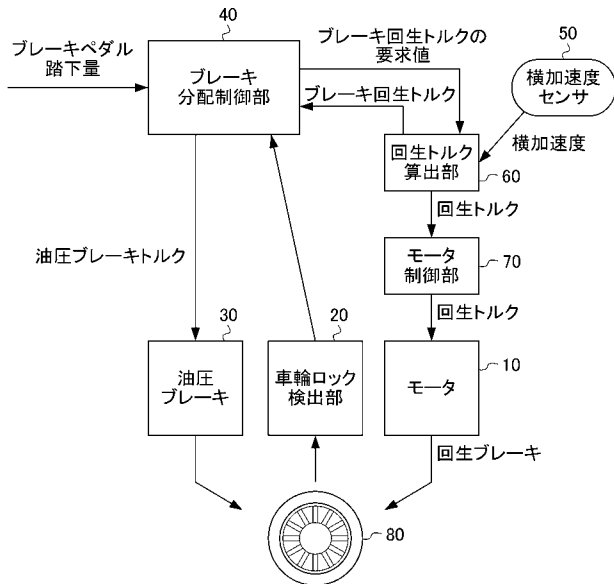 40
ブレーキペダル
踏下量
ブレーキ
分配制御部
ブレーキ回生トルクの
要求値
ブレーキ回生トルク
50
横加速度
センサ
横加速度
回生トルク
算出部
60
回生トルク
モータ
制御部
70
回生トルク
油圧ブレーキトルク
30
油圧
ブレーキ
20
車輪ロック
検出部
モータ
10
回生ブレーキ
80